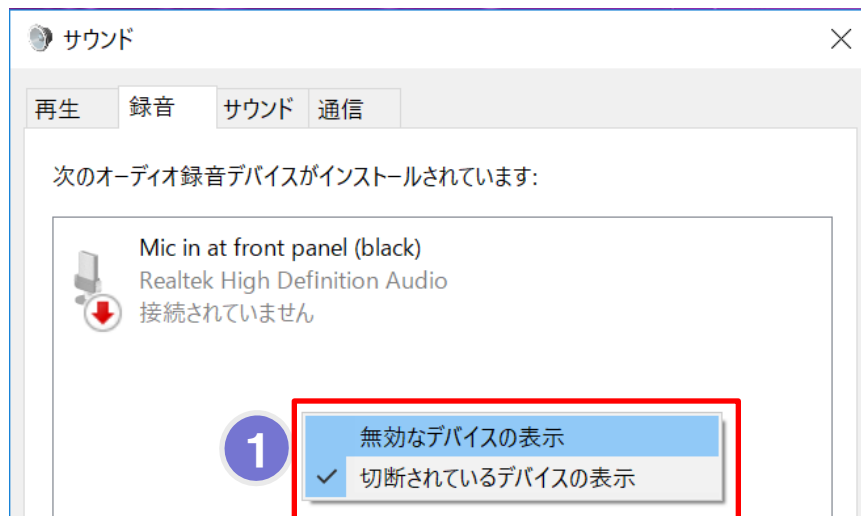 サウンド
再生 録音 サウンド 通信
次のオーディオ録音デバイスがインストールされています:
Mic in at front panel (black)
Realtek High Definition Audio
接続されていません
1
無効なデバイスの表示
切断されているデバイスの表示